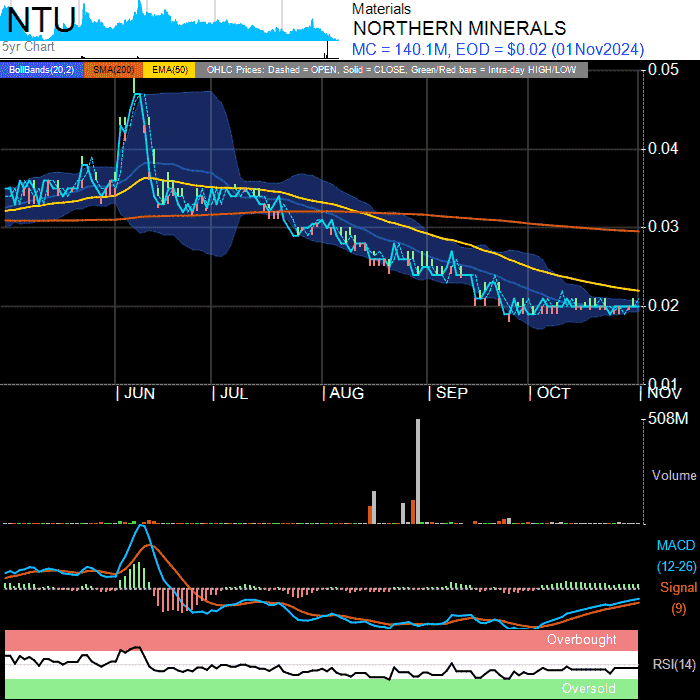 NTU
5yr Chart
Materials
NORTHERN MINERALS
MC = 140.1M, EOD = $0.02 (01Nov2024)
BollBands(20,2) SMA(200) EMA(50) OHLC Prices: Dashed = OPEN, Solid = CLOSE, Green/Red bars = Intra-day HIGH/LOW
0.05
0.04
0.03
0.02
0.01
JUN JUL AUG SEP OCT NOV
508M
Volume
MACD
(12-26)
Signal
(9)
Overbought
RSI(14)
Oversold